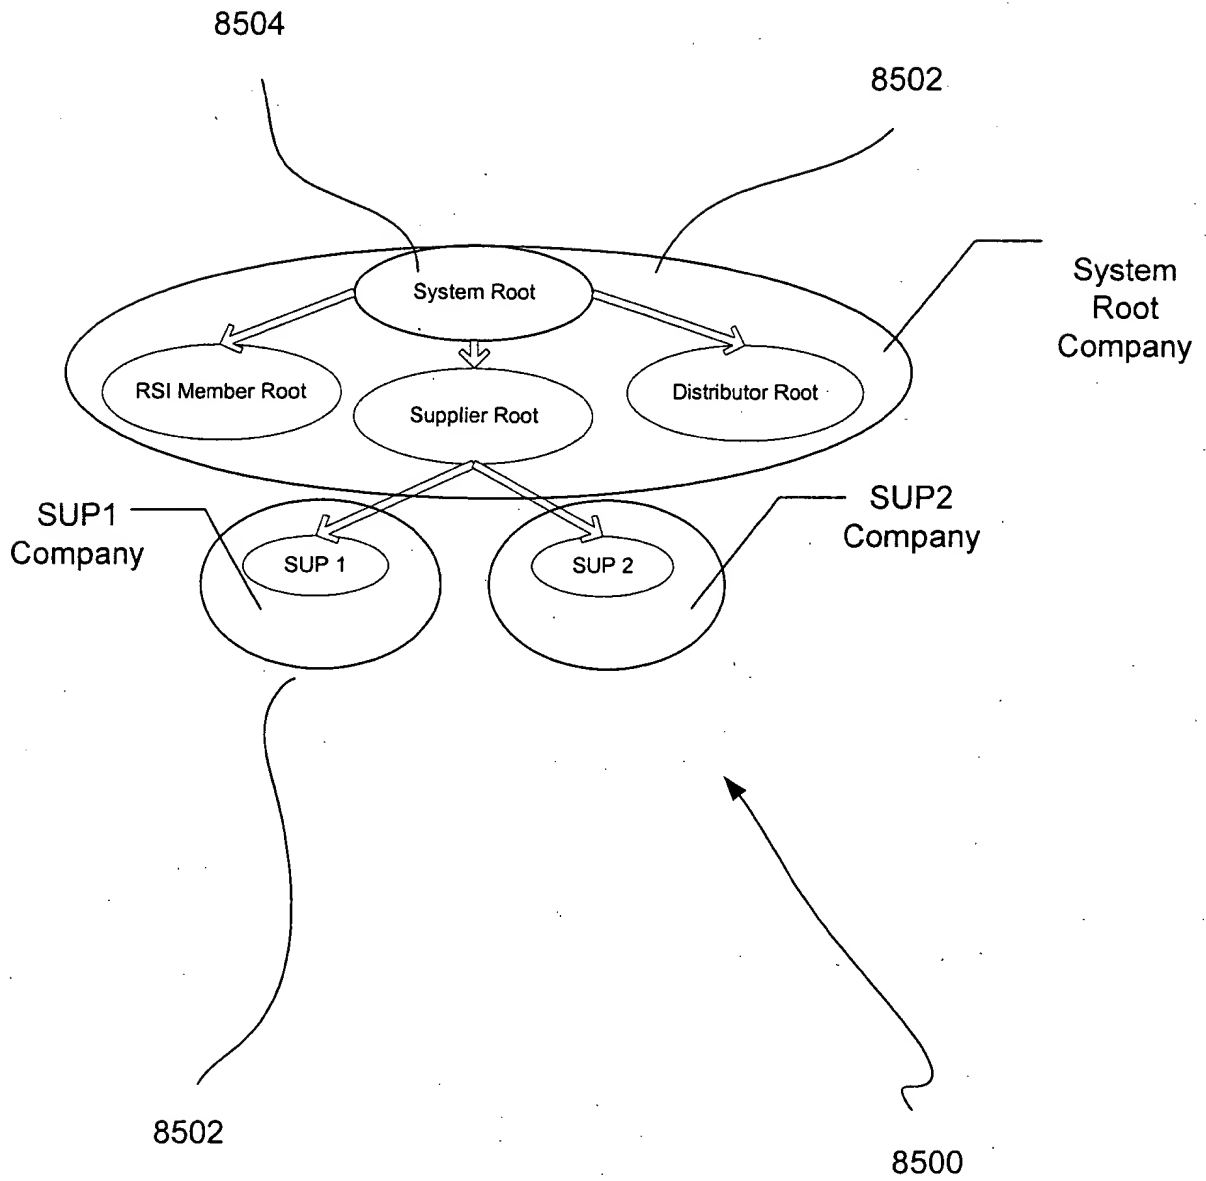 8504
8502
System
Root
Company
System Root
RSI Member Root
Supplier Root
Distributor Root
SUP1
Company
SUP2
Company
SUP 1
SUP 2
8502
8500